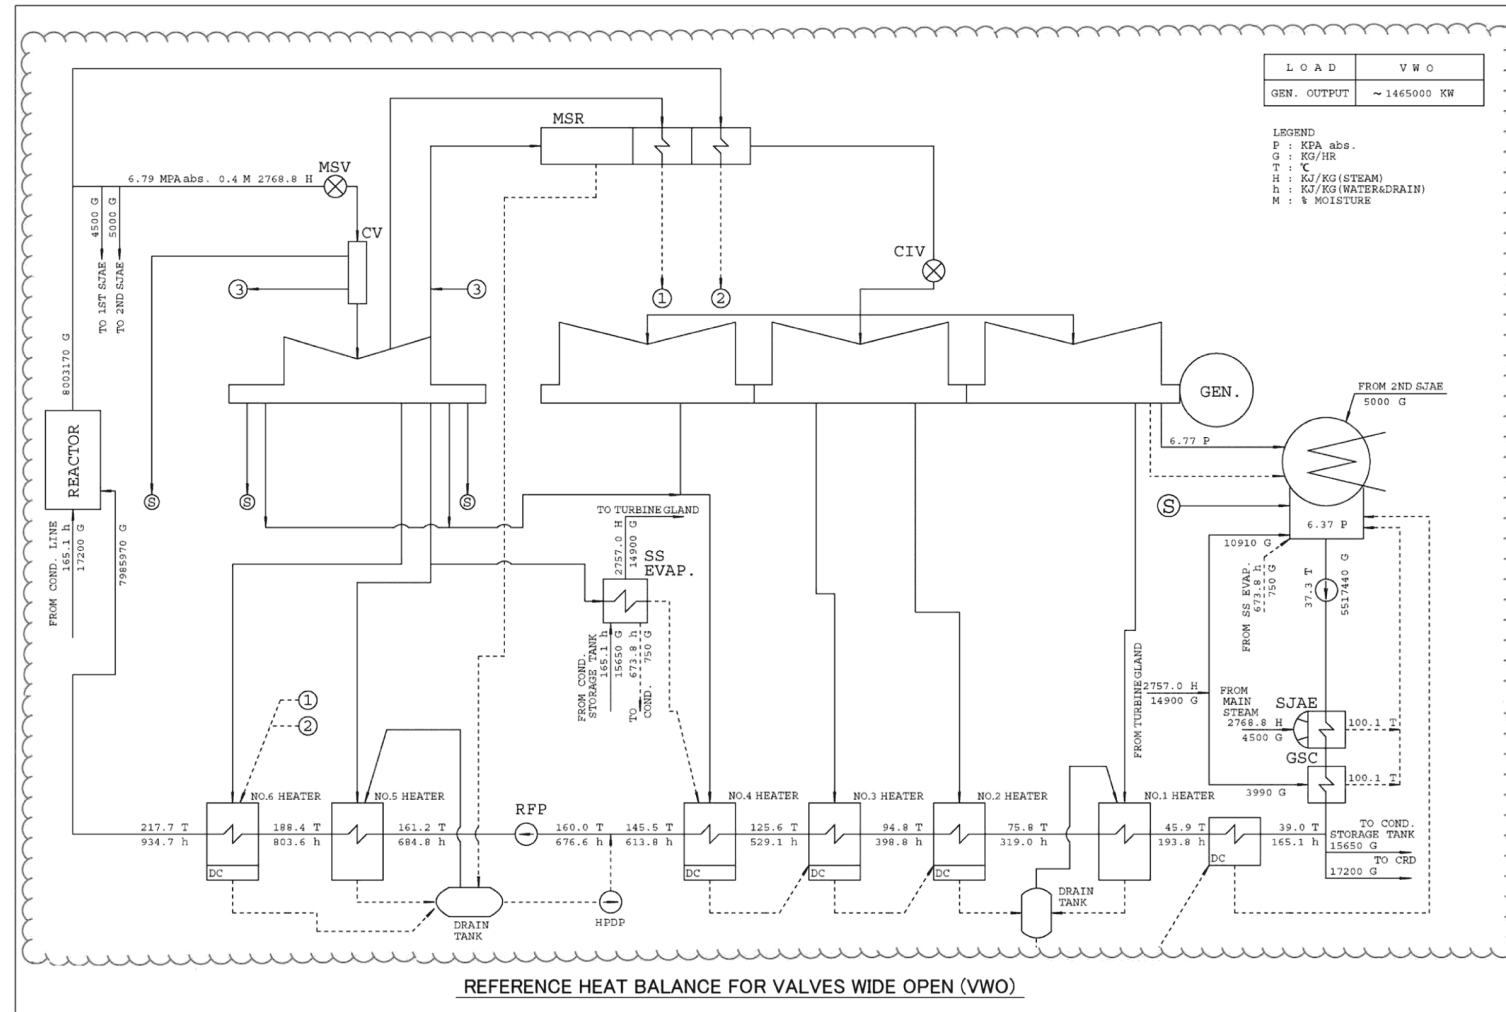 LOAD VWO
GEN. OUTPUT ~1465000 KW
LEGEND
P : KPA abs.
G : KG/HR
T : ℃
H : KJ/KG(STEAM)
h : KJ/KG(WATER&DRAIN)
M : % MOISTURE
MSR
MSV
6.79 MPAabs. 0.4 M 2768.8 H
CV
CIV
4500 G
5000 G
TO 1ST SJAE
TO 2ND SJAE
3
3
1
2
8003170 G
REACTOR
GEN.
FROM 2ND SJAE
5000 G
6.77 P
S
S
S
S
6.37 P
FROM COND. LINE
165.1 h
17200 G
7985970 G
TO TURBINE GLAND
2757.0 H
14900 G
SS
EVAP.
FROM COND.
STORAGE TANK
165.1 h
15650 G
673.8 h
750 G
TO
COND.
10910 G
FROM SS EVAP.
673.8 h
750 G
37.3 T
5517440 G
FROM TURBINE GLAND
2757.0 H
14900 G
FROM
MAIN
STEAM
2768.8 H
4500 G
SJAE
100.1 T
GSC
100.1 T
3990 G
1
2
NO.6 HEATER
NO.5 HEATER
RFP
NO.4 HEATER
NO.3 HEATER
NO.2 HEATER
NO.1 HEATER
217.7 T
934.7 h
188.4 T
803.6 h
161.2 T
684.8 h
160.0 T
676.6 h
145.5 T
613.8 h
125.6 T
529.1 h
94.8 T
398.8 h
75.8 T
319.0 h
45.9 T
193.8 h
39.0 T
165.1 h
TO COND.
STORAGE TANK
15650 G
TO CRD
17200 G
DC
DC
DC
DC
DC
DRAIN
TANK
HPDP
DRAIN
TANK
REFERENCE HEAT BALANCE FOR VALVES WIDE OPEN (VWO)